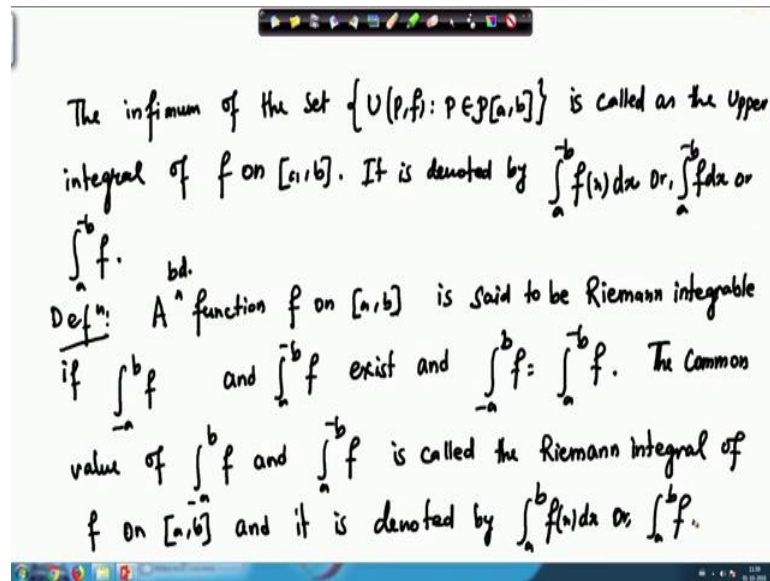 The infimum of the set {U(P,f): P∈𝒫[a,b]} is called as the Upper
integral of f on [a,b]. It is denoted by ∫_a^{-b} f(x) dx or, ∫_a^{-b} f dx or
∫_a^{-b} f.
bd.
Defⁿ: A ^ function f on [a,b] is said to be Riemann integrable
if ∫_{-a}^b f and ∫_a^{-b} f exist and ∫_{-a}^b f = ∫_a^{-b} f. The Common
value of ∫_{-a}^b f and ∫_a^{-b} f is called the Riemann integral of
f on [a,b] and it is denoted by ∫_a^b f(x) dx or, ∫_a^b f.